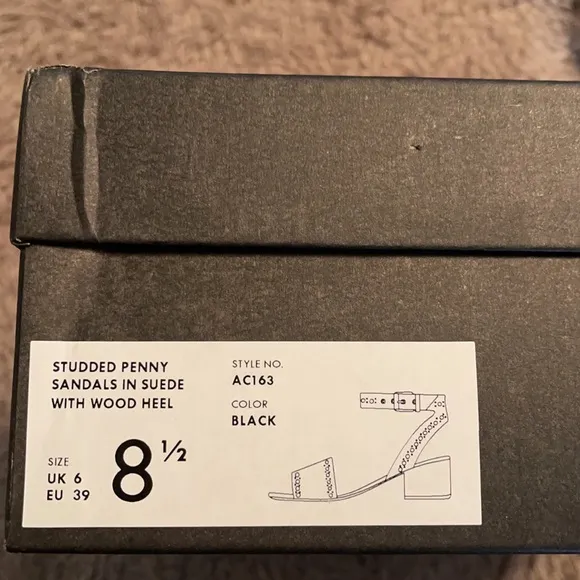 STUDDED PENNY
SANDALS IN SUEDE
WITH WOOD HEEL
SIZE
UK 6
EU 39
8 ½
STYLE NO.
AC163
COLOR
BLACK